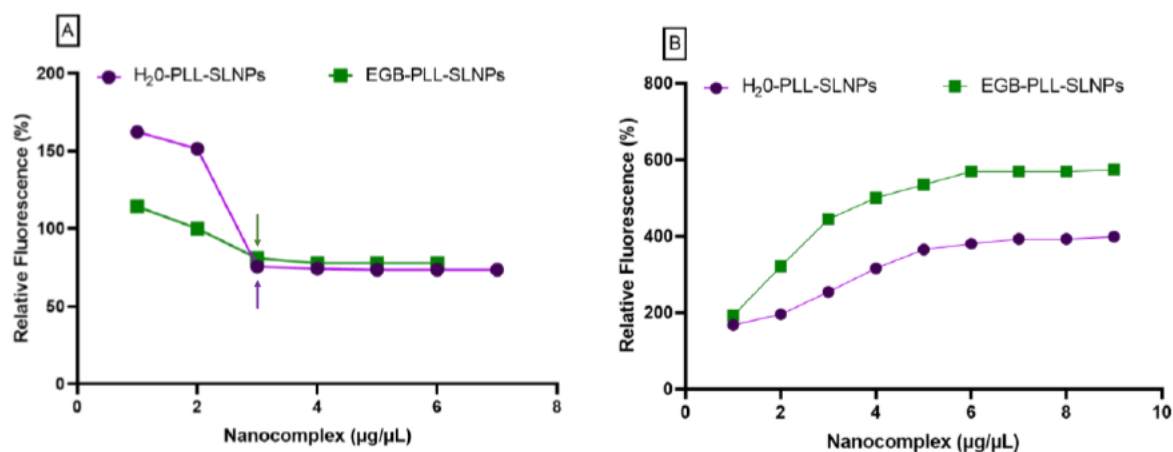 A
H₂0-PLL-SLNPs
EGB-PLL-SLNPs
Relative Fluorescence (%)
200
150
100
50
0
0 2 4 6 8
Nanocomplex (µg/µL)
B
H₂0-PLL-SLNPs
EGB-PLL-SLNPs
Relative Fluorescence (%)
800
600
400
200
0
0 2 4 6 8 10
Nanocomplex (µg/µL)